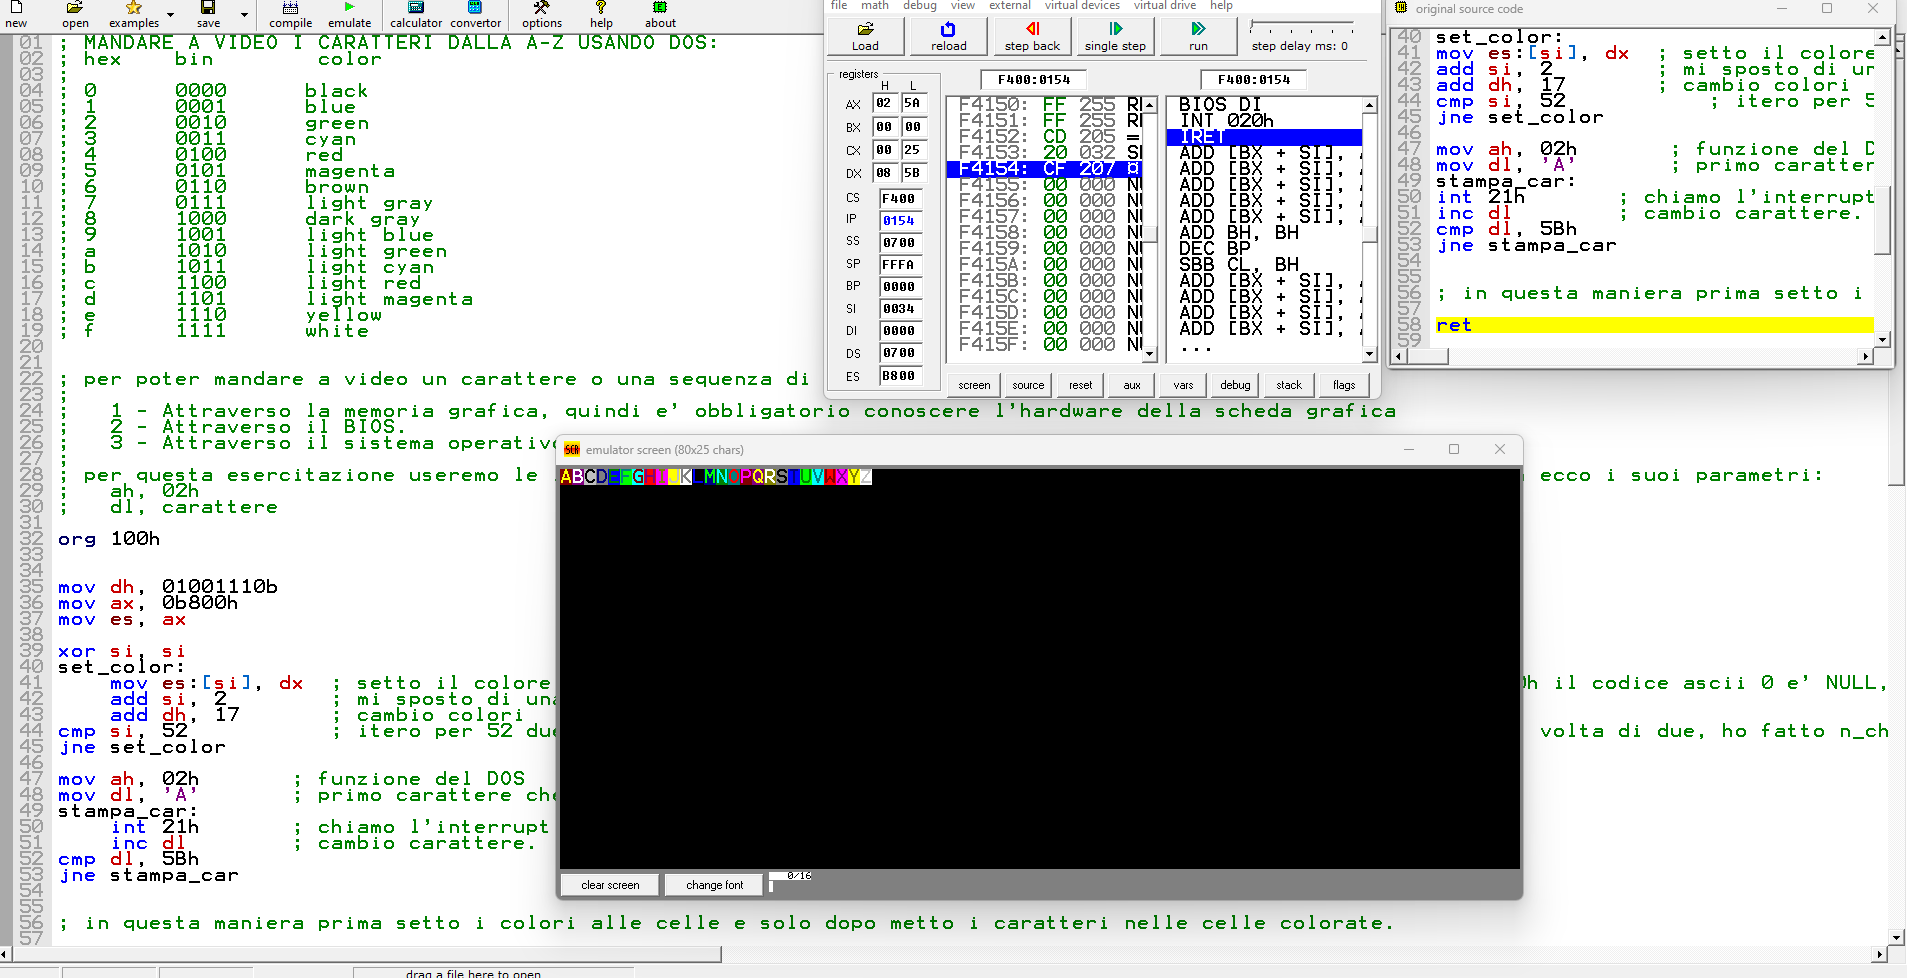 new open examples save compile emulate calculator convertor options help about
01 ; MANDARE A VIDEO I CARATTERI DALLA A-Z USANDO DOS:
02 ; hex bin color
03 ;
04 ; 0 0000 black
05 ; 1 0001 blue
06 ; 2 0010 green
07 ; 3 0011 cyan
08 ; 4 0100 red
09 ; 5 0101 magenta
10 ; 6 0110 brown
11 ; 7 0111 light gray
12 ; 8 1000 dark gray
13 ; 9 1001 light blue
14 ; a 1010 light green
15 ; b 1011 light cyan
16 ; c 1100 light red
17 ; d 1101 light magenta
18 ; e 1110 yellow
19 ; f 1111 white
20
21
22 ; per poter mandare a video un carattere o una sequenza di
23 ;
24 ; 1 - Attraverso la memoria grafica, quindi e' obbligatorio conoscere l'hardware della scheda grafica
25 ; 2 - Attraverso il BIOS.
26 ; 3 - Attraverso il sistema operativo
27 ;
28 ; per questa esercitazione useremo le ecco i suoi parametri:
29 ; ah, 02h
30 ; dl, carattere
31
32 org 100h
33
34
35 mov dh, 01001110b
36 mov ax, 0b800h
37 mov es, ax
38
39 xor si, si
40 set_color:
41 mov es:[si], dx ; setto il colore 0h il codice ascii 0 e' NULL,
42 add si, 2 ; mi sposto di una
43 add dh, 17 ; cambio colori
44 cmp si, 52 ; itero per 52 due volta di due, ho fatto n_ch
45 jne set_color
46
47 mov ah, 02h ; funzione del DOS
48 mov dl, 'A' ; primo carattere che
49 stampa_car:
50 int 21h ; chiamo l'interrupt
51 inc dl ; cambio carattere.
52 cmp dl, 5Bh
53 jne stampa_car
54
55
56 ; in questa maniera prima setto i colori alle celle e solo dopo metto i caratteri nelle celle colorate.
57
drag a file here to open
file math debug view external virtual devices virtual drive help
Load reload step back single step run step delay ms: 0
registers F400:0154 F400:0154
H L
AX 02 5A
BX 00 00
CX 00 25
DX 08 5B
CS F400
IP 0154
SS 0700
SP FFFA
BP 0000
SI 0034
DI 0000
DS 0700
ES B800
F4150: FF 255 R
F4151: FF 255 R
F4152: CD 205 =
F4153: 20 032 S
F4154: CF 207 ¤
F4155: 00 000 N
F4156: 00 000 N
F4157: 00 000 N
F4158: 00 000 N
F4159: 00 000 N
F415A: 00 000 N
F415B: 00 000 N
F415C: 00 000 N
F415D: 00 000 N
F415E: 00 000 N
F415F: 00 000 N
BIOS DI
INT 020h
IRET
ADD [BX + SI],
ADD [BX + SI],
ADD [BX + SI],
ADD [BX + SI],
ADD [BX + SI],
ADD BH, BH
DEC BP
SBB CL, BH
ADD [BX + SI],
ADD [BX + SI],
ADD [BX + SI],
ADD [BX + SI],
...
screen source reset aux vars debug stack flags
original source code
40 set_color:
41 mov es:[si], dx ; setto il colore
42 add si, 2 ; mi sposto di un
43 add dh, 17 ; cambio colori
44 cmp si, 52 ; itero per 5
45 jne set_color
46
47 mov ah, 02h ; funzione del D
48 mov dl, 'A' ; primo caratter
49 stampa_car:
50 int 21h ; chiamo l'interrupt
51 inc dl ; cambio carattere.
52 cmp dl, 5Bh
53 jne stampa_car
54
55
56 ; in questa maniera prima setto i
57
58 ret
59
emulator screen (80x25 chars)
ABCDEFGHIJKLMNOPQRSTUVWXYZ
clear screen change font 0/16